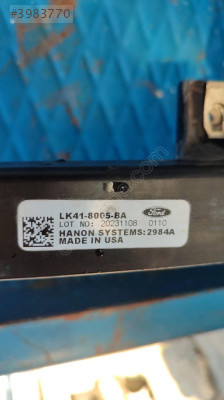 #3983770
LK41-8005-BA
Ford
LOT NO: 20231108 0110
HANON SYSTEMS:2984A
MADE IN USA